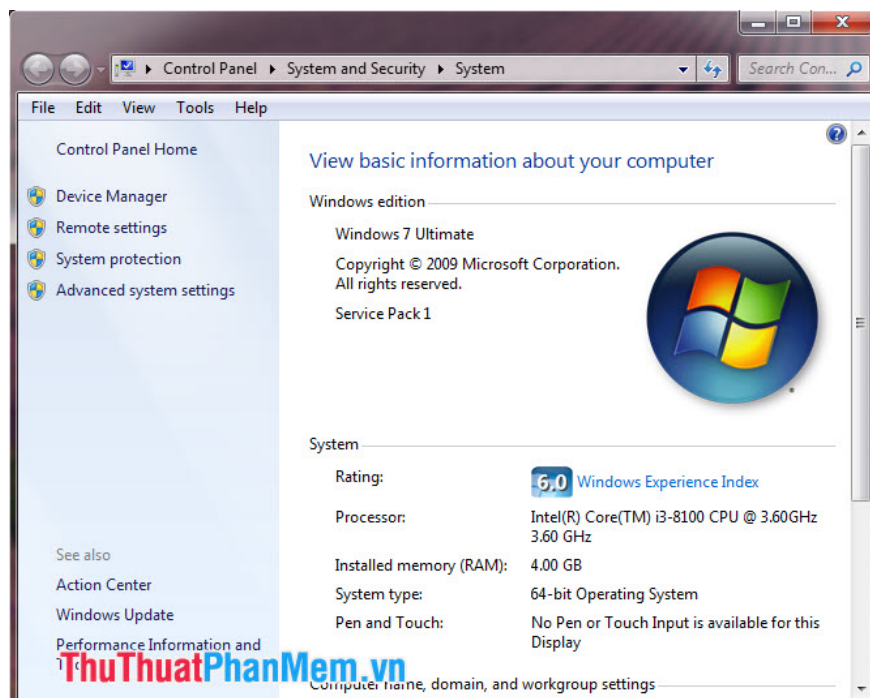 Control Panel
System and Security
System
Search Con...
File Edit View Tools Help
Control Panel Home
Device Manager
Remote settings
System protection
Advanced system settings
See also
Action Center
Windows Update
Performance Information and
View basic information about your computer
Windows edition
Windows 7 Ultimate
Copyright © 2009 Microsoft Corporation.
All rights reserved.
Service Pack 1
System
Rating:
6.0 Windows Experience Index
Processor:
Intel(R) Core(TM) i3-8100 CPU @ 3.60GHz
3.60 GHz
Installed memory (RAM):
4.00 GB
System type:
64-bit Operating System
Pen and Touch:
No Pen or Touch Input is available for this
Display
Computer name, domain, and workgroup settings
ThuThuatPhanMem.vn